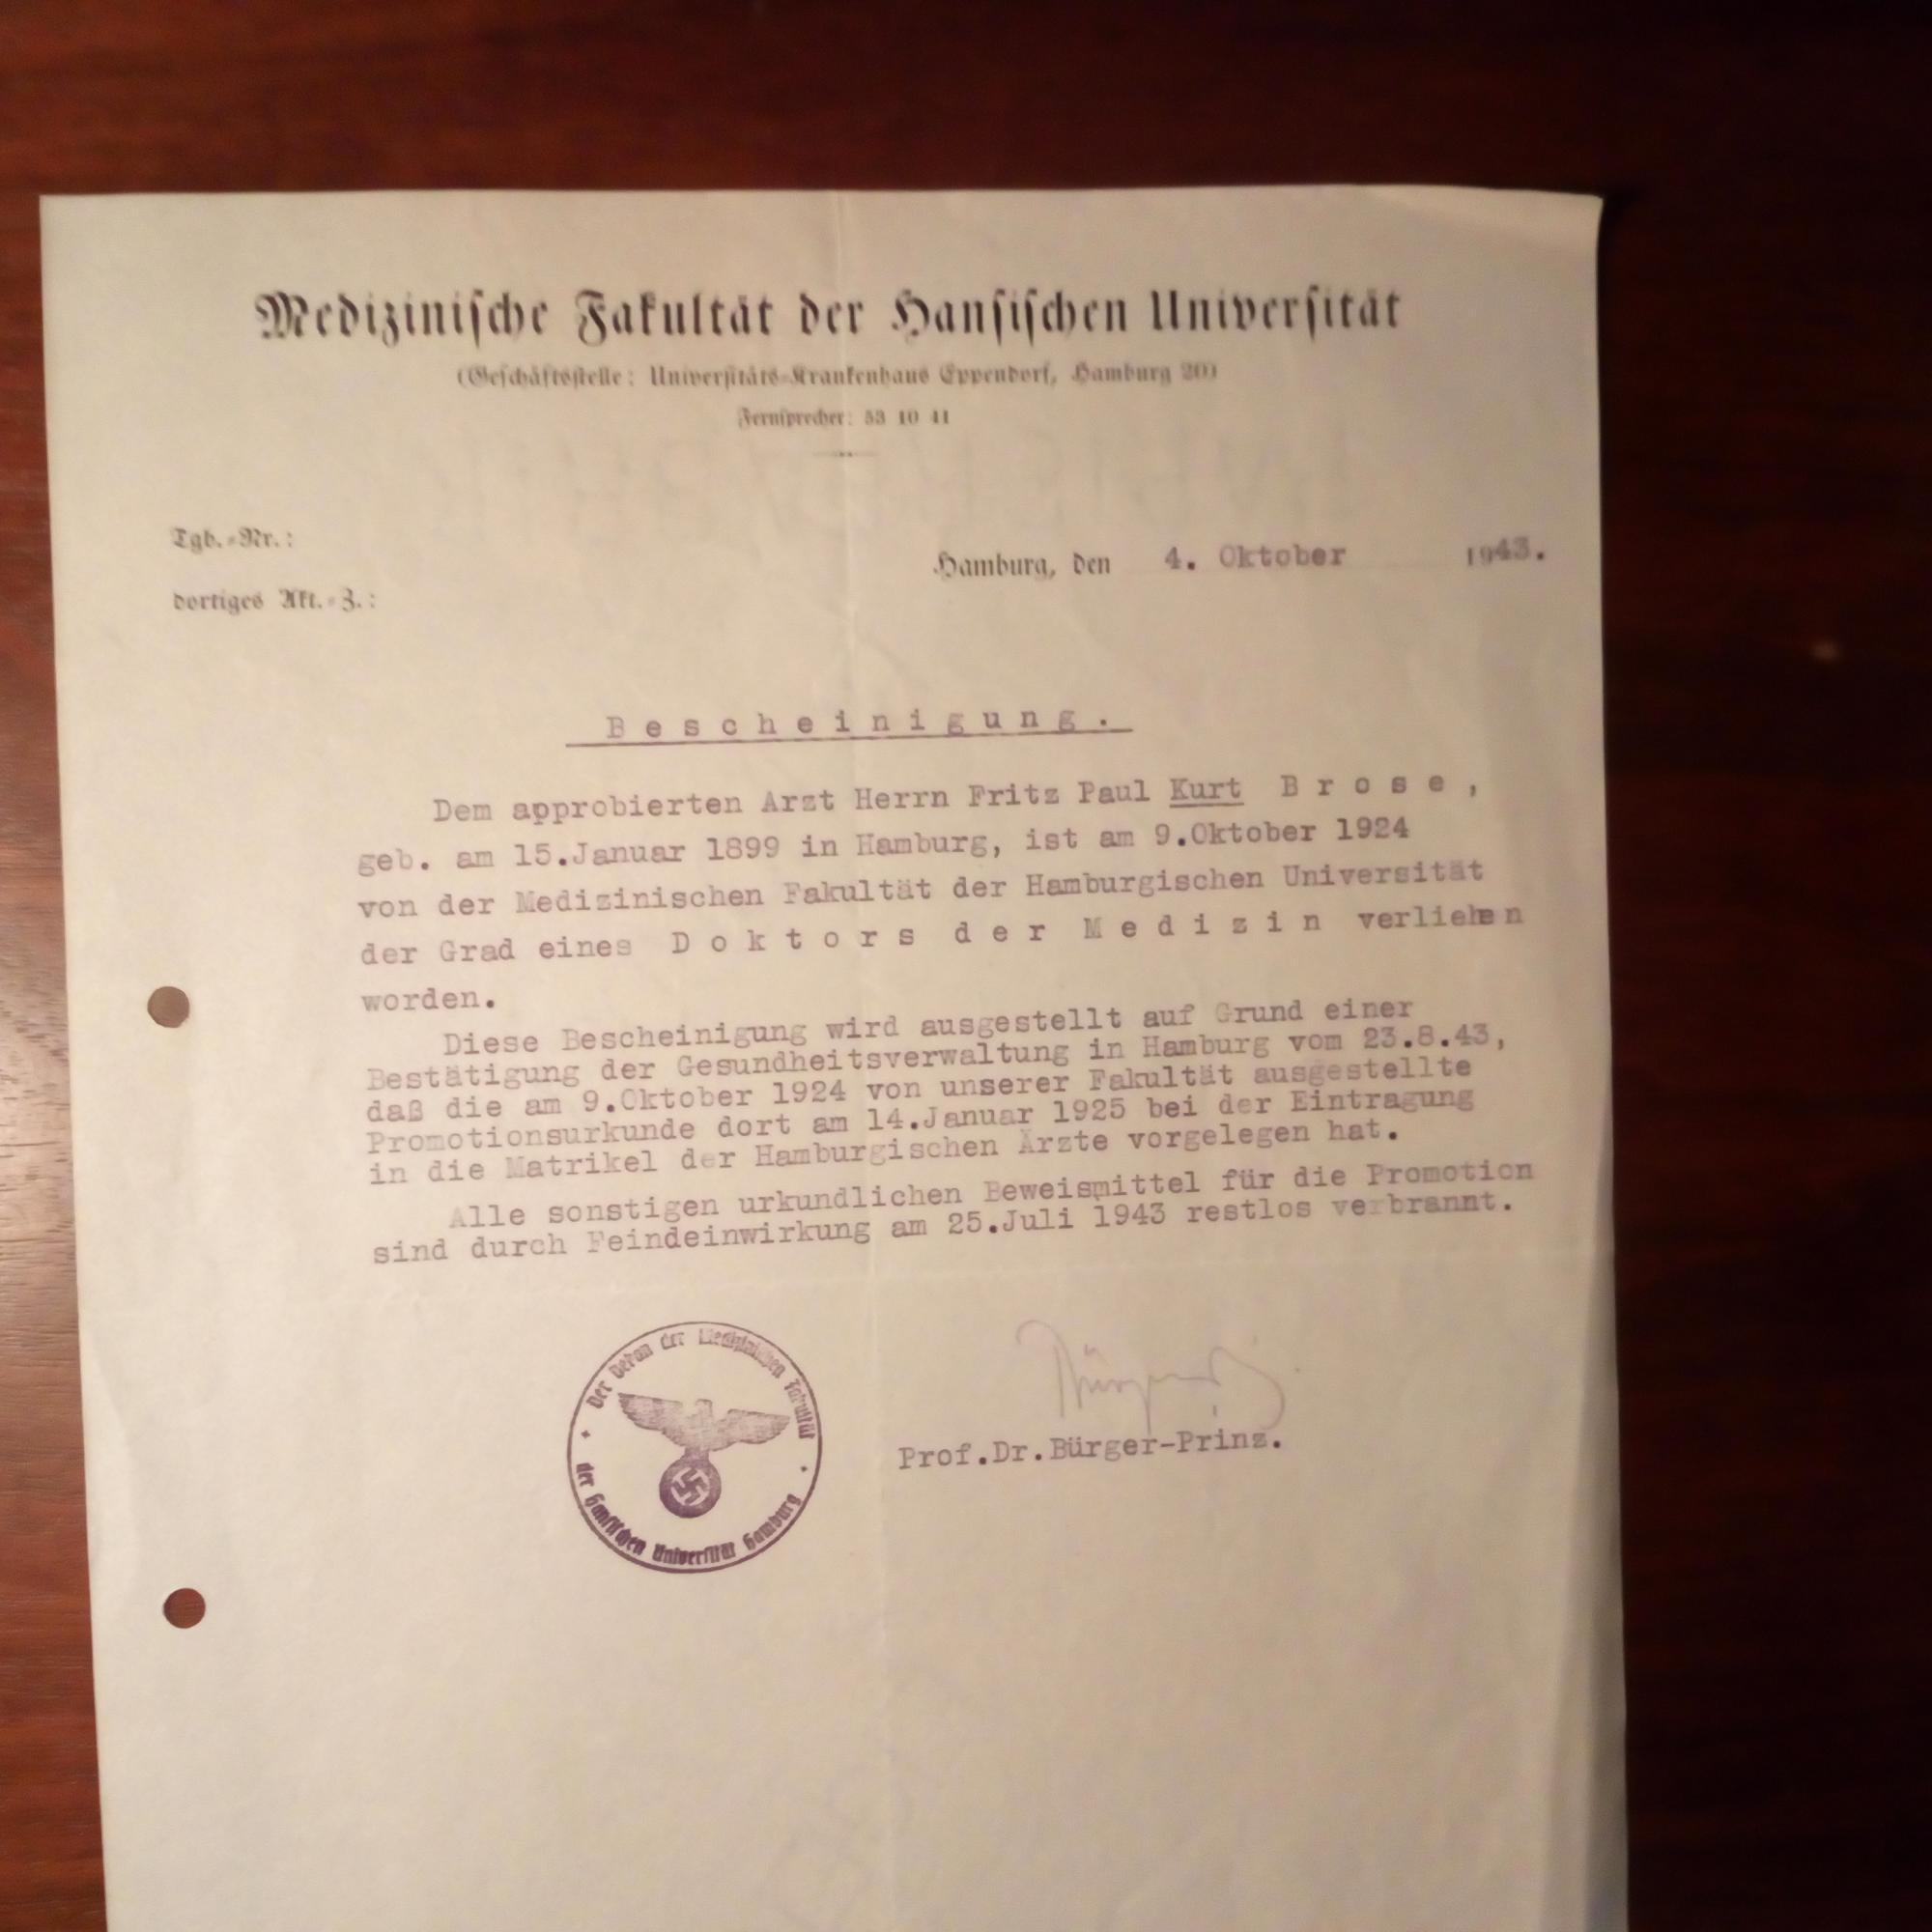 Medizinische Fakultät der Hansischen Universität
(Geschäftsstelle: Universitäts-Krankenhaus Eppendorf, Hamburg 20)
Fernsprecher: 53 10 41
Tgb.-Nr.:
Hamburg, den 4. Oktober 1943.
dortiges Akt.-Z.:
Bescheinigung.
Dem approbierten Arzt Herrn Fritz Paul Kurt Brose,
geb. am 15.Januar 1899 in Hamburg, ist am 9.Oktober 1924
von der Medizinischen Fakultät der Hamburgischen Universität
der Grad eines Doktors der Medizin verliehen
worden.
Diese Bescheinigung wird ausgestellt auf Grund einer
Bestätigung der Gesundheitsverwaltung in Hamburg vom 23.8.43,
daß die am 9.Oktober 1924 von unserer Fakultät ausgestellte
Promotionsurkunde dort am 14.Januar 1925 bei der Eintragung
in die Matrikel der Hamburgischen Ärzte vorgelegen hat.
Alle sonstigen urkundlichen Beweismittel für die Promotion
sind durch Feindeinwirkung am 25.Juli 1943 restlos verbrannt.
Der Dekan der Medizinischen Fakultät
der Hansischen Universität Hamburg
Prof.Dr.Bürger-Prinz.